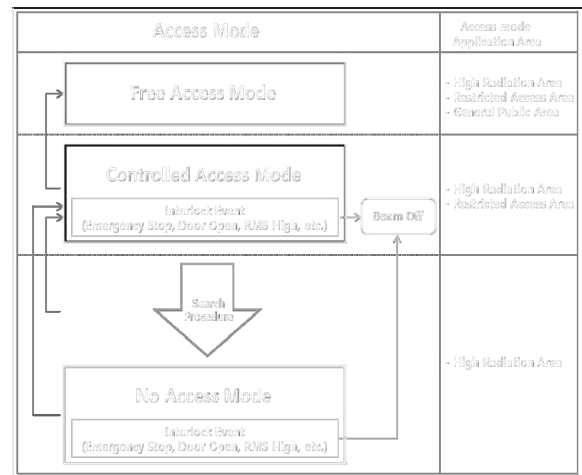 Access Mode
Access mode
Application Area
Free Access Mode
- High Radiation Area
- Restricted Access Area
- General Public Area
Controlled Access Mode
Interlock Event
(Emergency Stop, Door Open, RMS High, etc.)
Beam Off
- High Radiation Area
- Restricted Access Area
Search
Procedure
No Access Mode
Interlock Event
(Emergency Stop, Door Open, RMS High, etc.)
- High Radiation Area